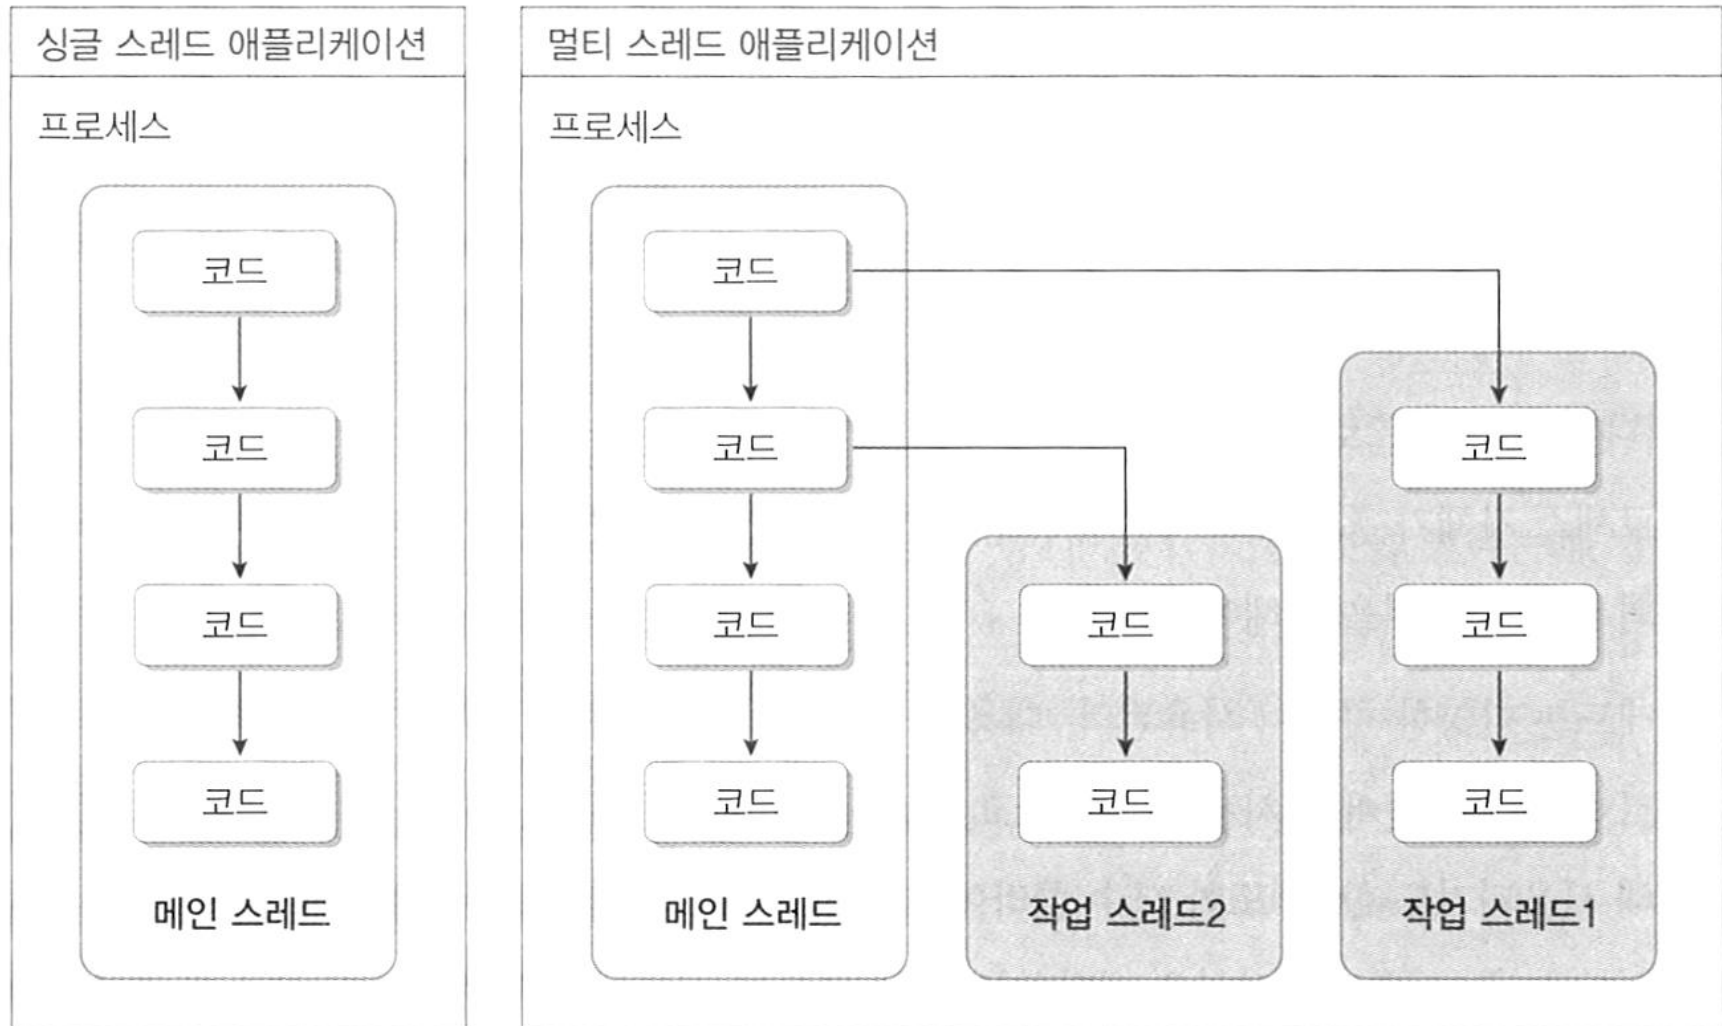 싱글 스레드 애플리케이션
프로세스
코드
코드
코드
코드
메인 스레드
멀티 스레드 애플리케이션
프로세스
코드
코드
코드
코드
메인 스레드
코드
코드
작업 스레드2
코드
코드
코드
작업 스레드1